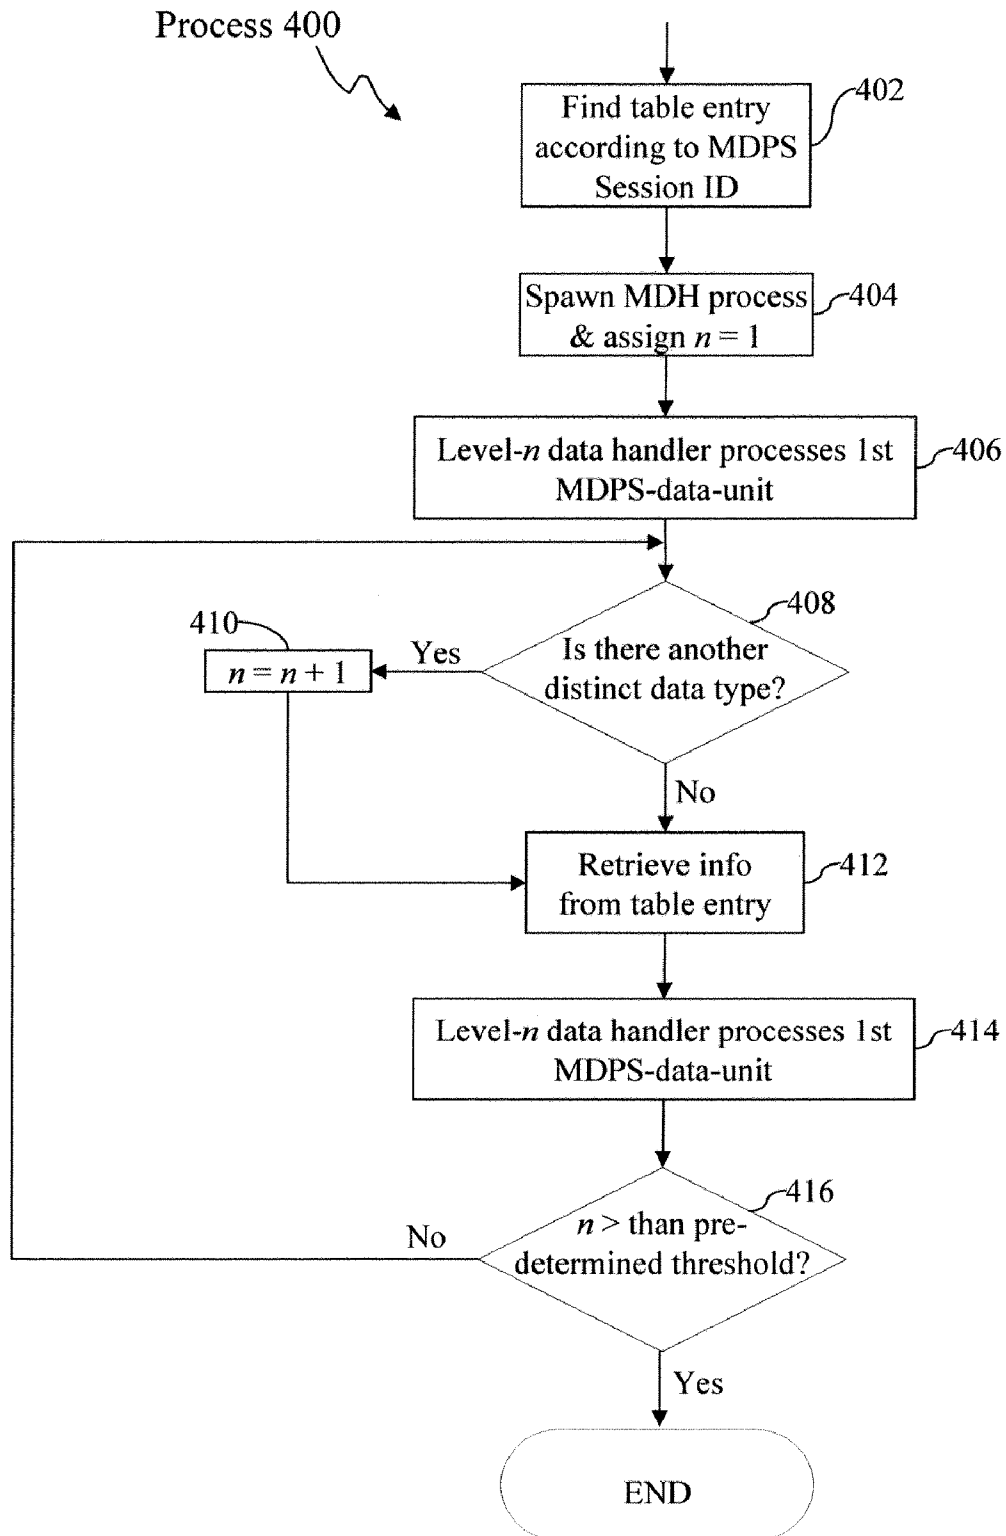 Process 400
402
Find table entry
according to MDPS
Session ID
404
Spawn MDH process
& assign n = 1
406
Level-n data handler processes 1st
MDPS-data-unit
408
Is there another
distinct data type?
Yes
410
n = n + 1
No
412
Retrieve info
from table entry
414
Level-n data handler processes 1st
MDPS-data-unit
416
n > than pre-
determined threshold?
No
Yes
END